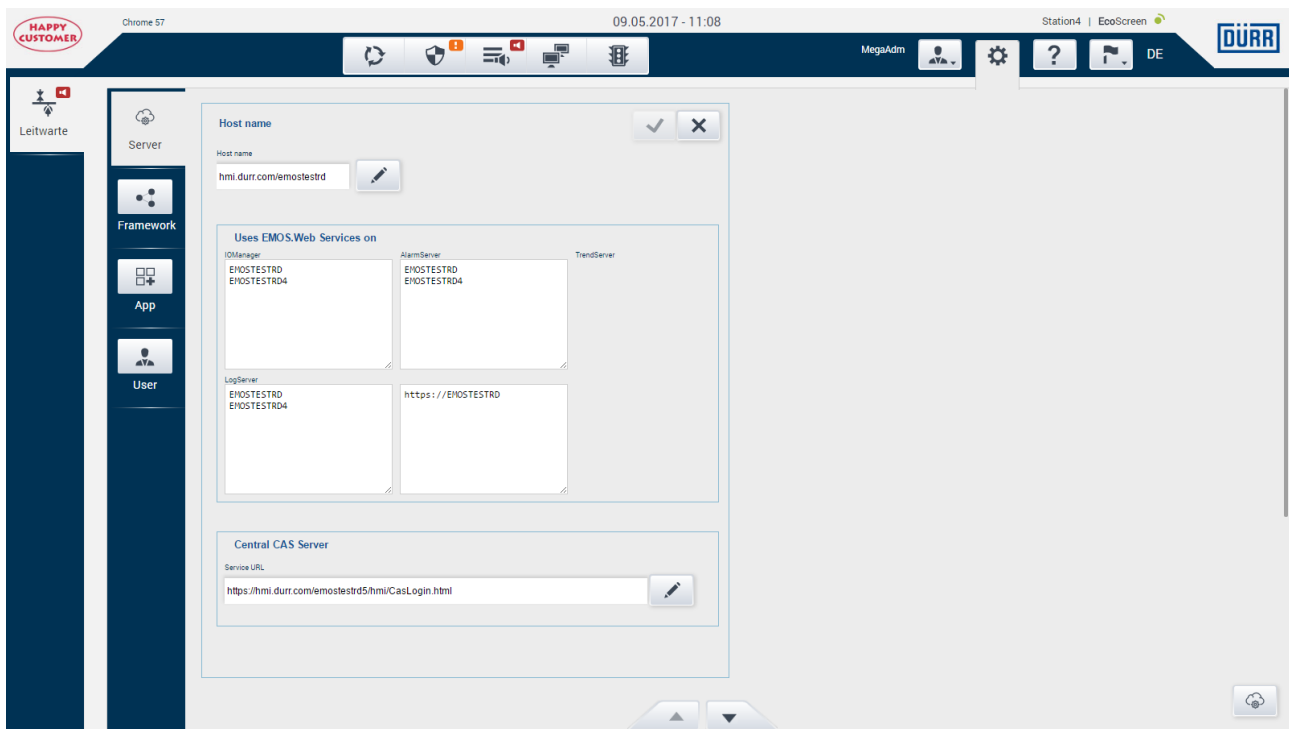 HAPPY
CUSTOMER
Chrome 57
09.05.2017 - 11:08
Station4 | EcoScreen
DÜRR
MegaAdm
?
DE
Leitwarte
Server
Framework
App
User
Host name
Host name
hmi.durr.com/emostestrd
Uses EMOS.Web Services on
IOManager
AlarmServer
TrendServer
EMOSTESTRD
EMOSTESTRD4
EMOSTESTRD
EMOSTESTRD4
LogServer
EMOSTESTRD
EMOSTESTRD4
https://EMOSTESTRD
Central CAS Server
Service URL
https://hmi.durr.com/emostestrd5/hmi/CasLogin.html